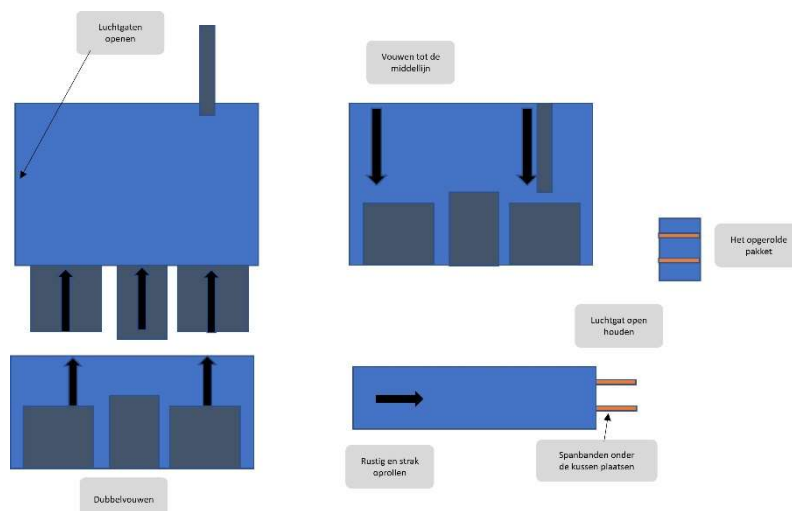 Luchtgaten
openen
Vouwen tot de
middellijn
Het opgerolde
pakket
Luchtgat open
houden
Rustig en strak
oprollen
Spanbanden onder
de kussen plaatsen
Dubbelvouwen